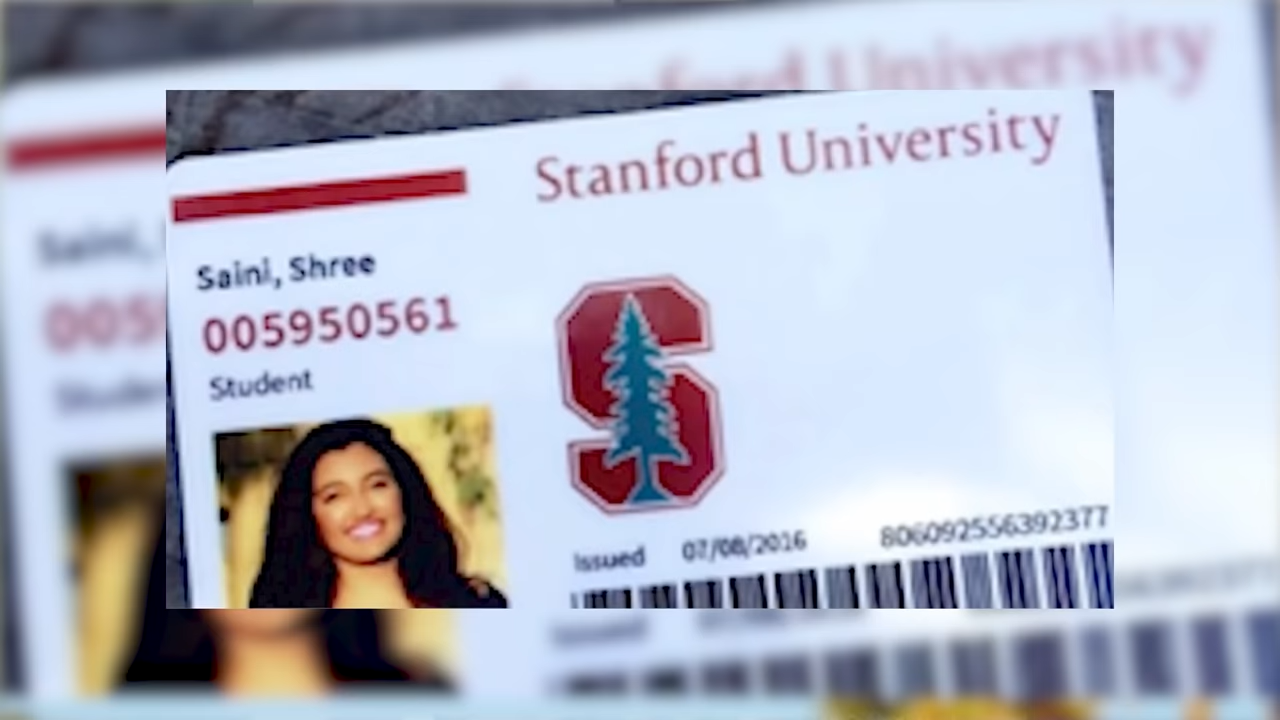 Stanford University
Saini, Shree
005950561
Student
S
Issued 07/08/2016 806092556392377